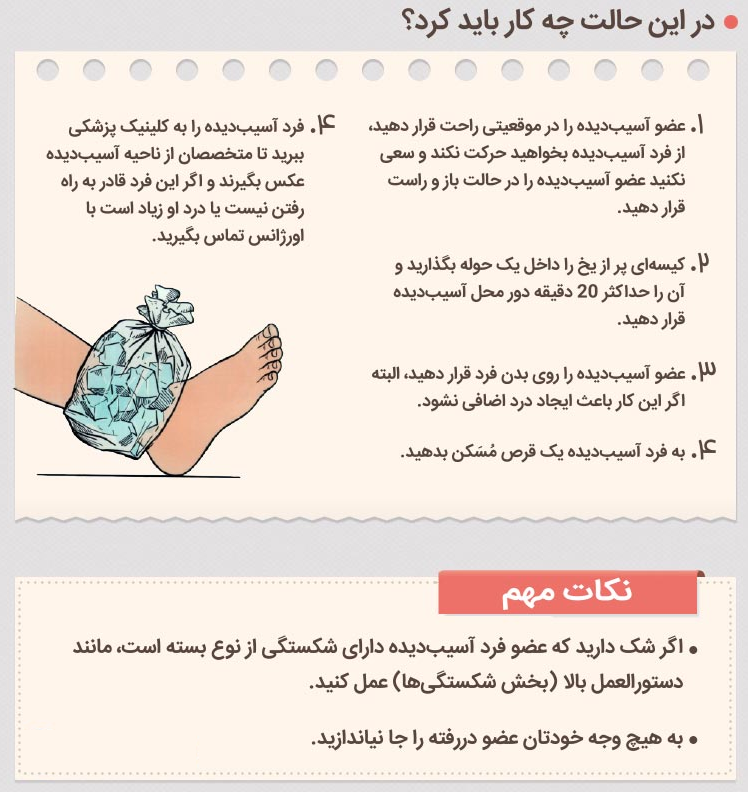 در این حالت چه کار باید کرد؟
۱. عضو آسیب‌دیده را در موقعیتی راحت قرار دهید،
از فرد آسیب‌دیده بخواهید حرکت نکند و سعی
نکنید عضو آسیب‌دیده را در حالت باز و راست
قرار دهید.
۲. کیسه‌ای پر از یخ را داخل یک حوله بگذارید و
آن را حداکثر 20 دقیقه دور محل آسیب‌دیده
قرار دهید.
۳. عضو آسیب‌دیده را روی بدن فرد قرار دهید، البته
اگر این کار باعث ایجاد درد اضافی نشود.
۴. به فرد آسیب‌دیده یک قرص مُسَکن بدهید.
۴. فرد آسیب‌دیده را به کلینیک پزشکی
ببرید تا متخصصان از ناحیه آسیب‌دیده
عکس بگیرند و اگر این فرد قادر به راه
رفتن نیست یا درد او زیاد است با
اورژانس تماس بگیرید.
نکات مهم
• اگر شک دارید که عضو فرد آسیب‌دیده دارای شکستگی از نوع بسته است، مانند
دستورالعمل بالا (بخش شکستگی‌ها) عمل کنید.
• به هیچ وجه خودتان عضو دررفته را جا نیاندازید.